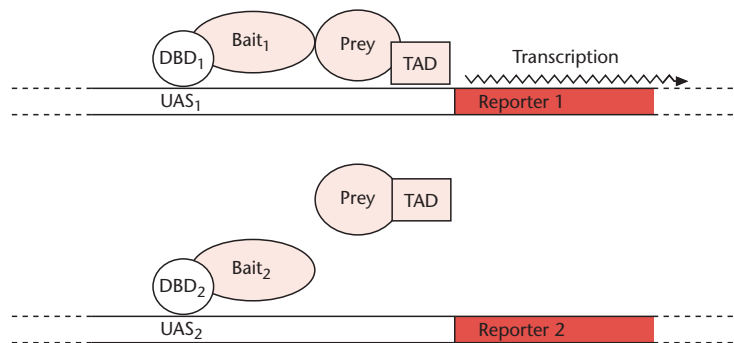 Bait₁ Prey
DBD₁ TAD Transcription
UAS₁ Reporter 1
Prey TAD
Bait₂
DBD₂
UAS₂ Reporter 2